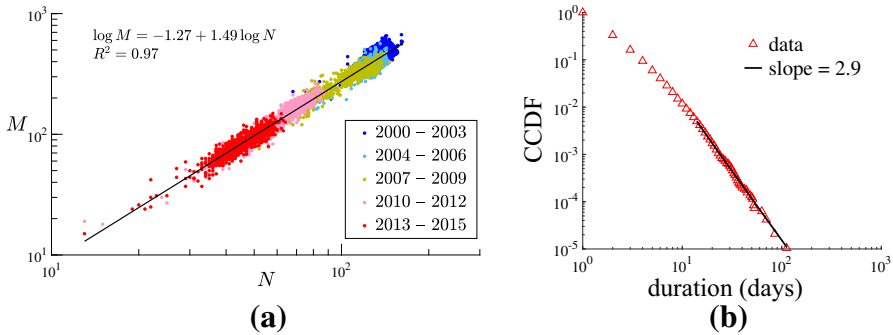 log M = −1.27 + 1.49 log N
R² = 0.97
10³
10²
10¹
M
2000 − 2003
2004 − 2006
2007 − 2009
2010 − 2012
2013 − 2015
10¹
10²
N
(a)
10⁰
10⁻¹
10⁻²
10⁻³
10⁻⁴
10⁻⁵
CCDF
data
slope = 2.9
10⁰
10¹
10²
10³
duration (days)
(b)